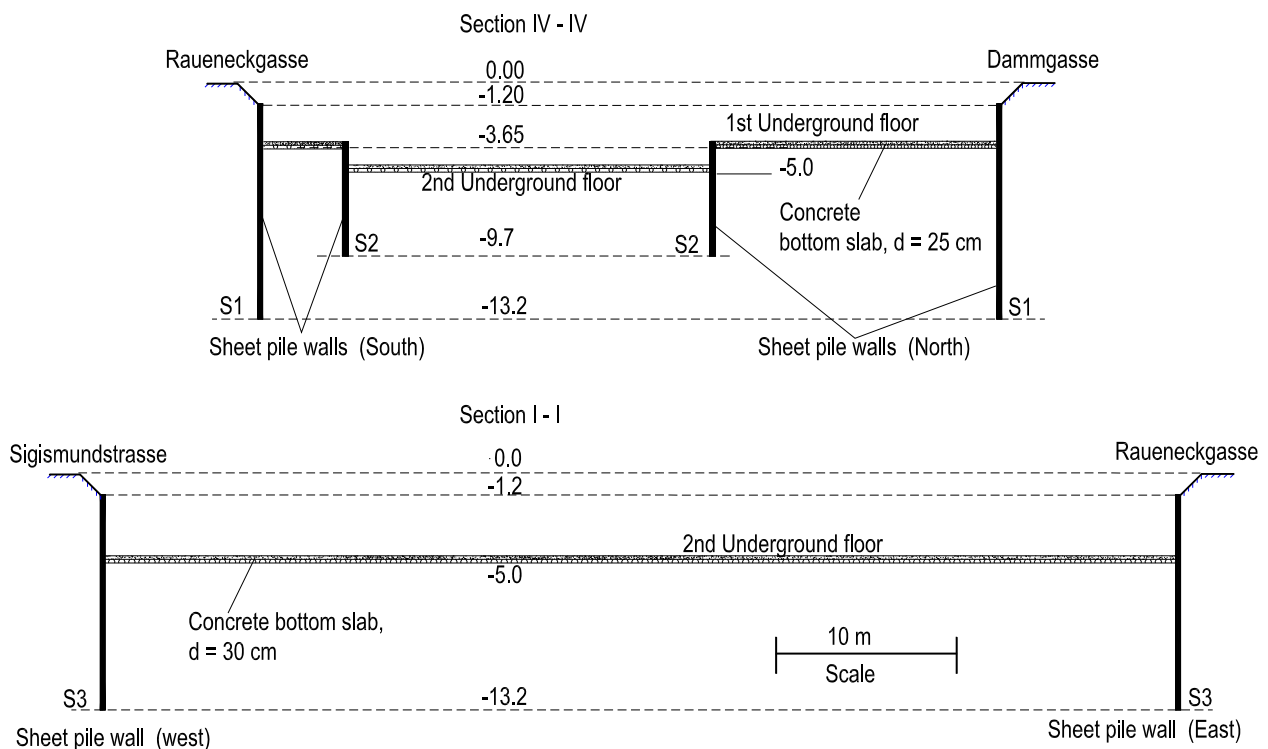 Section IV - IV
Raueneckgasse
Dammgasse
0.00
-1.20
1st Underground floor
-3.65
-5.0
2nd Underground floor
Concrete
bottom slab, d = 25 cm
S2
-9.7
S2
S1
-13.2
S1
Sheet pile walls (South)
Sheet pile walls (North)
Section I - I
Sigismundstrasse
0.0
Raueneckgasse
-1.2
2nd Underground floor
-5.0
Concrete bottom slab,
d = 30 cm
10 m
Scale
S3
-13.2
S3
Sheet pile wall (west)
Sheet pile wall (East)